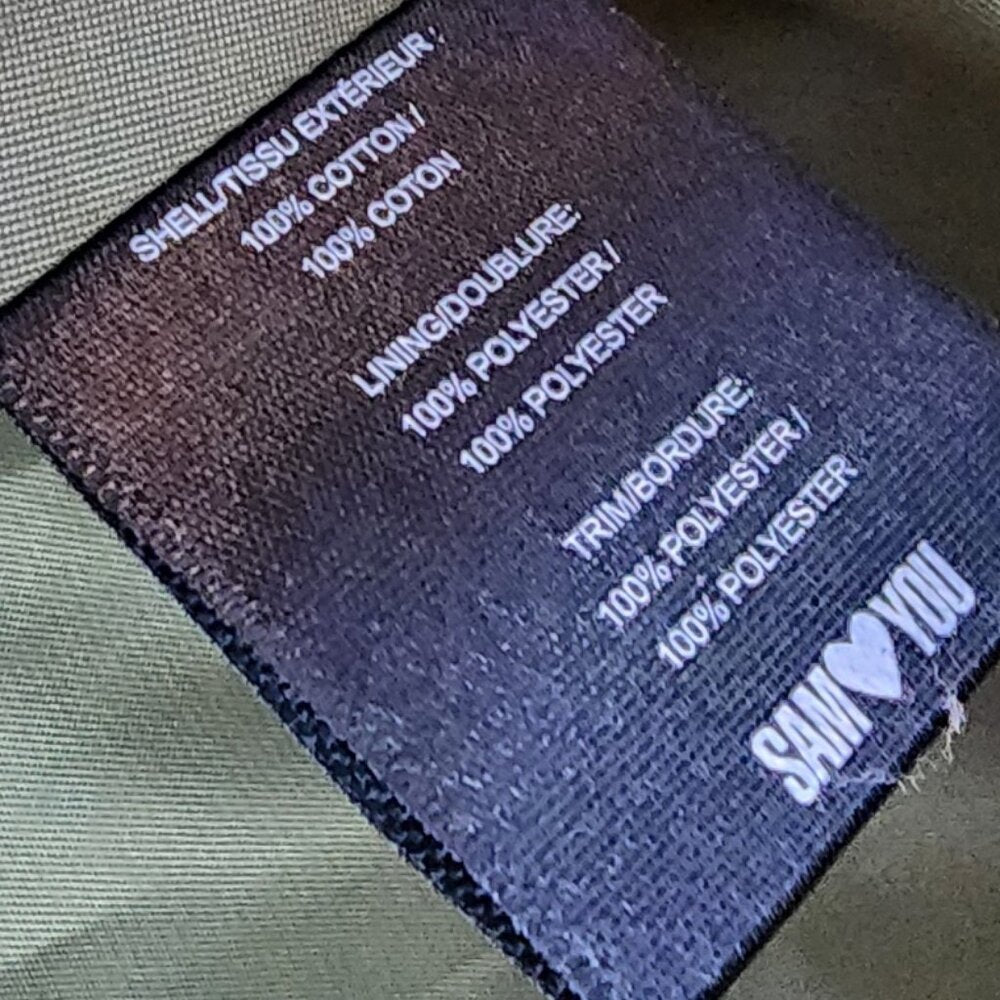 SHELL/TISSU EXTÉRIEUR:
100% COTTON /
100% COTON
LINING/DOUBLURE:
100% POLYESTER /
100% POLYESTER
TRIM/BORDURE:
100% POLYESTER /
100% POLYESTER
SAM♥YOU